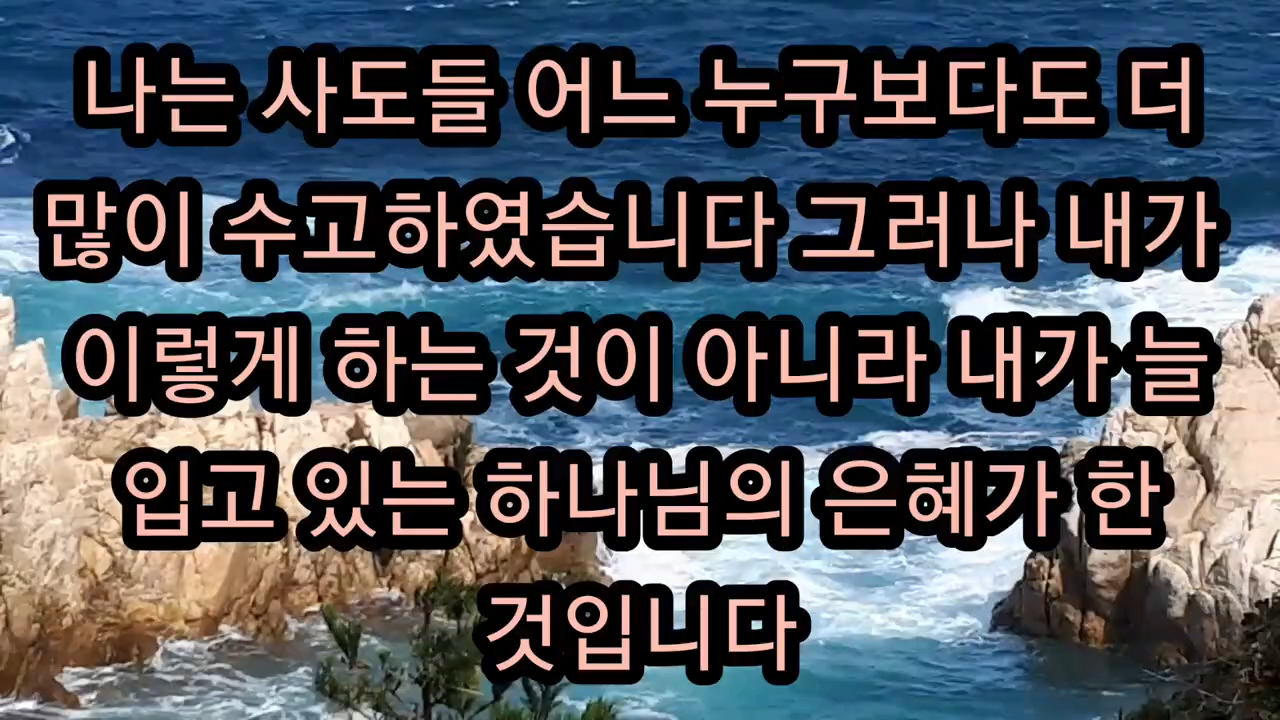 나는 사도들 어느 누구보다도 더
많이 수고하였습니다 그러나 내가
이렇게 하는 것이 아니라 내가 늘
입고 있는 하나님의 은혜가 한
것입니다